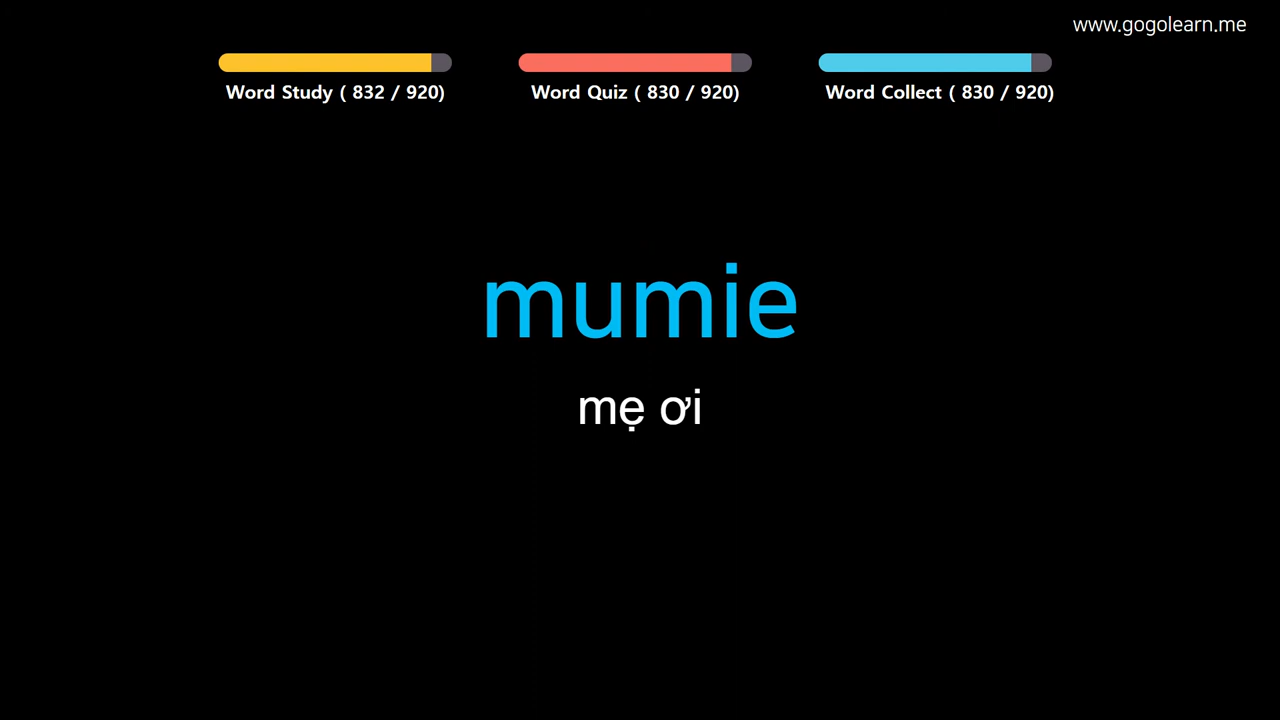 www.gogolearn.me
Word Study ( 832 / 920)
Word Quiz ( 830 / 920)
Word Collect ( 830 / 920)
mumie
mẹ ơi